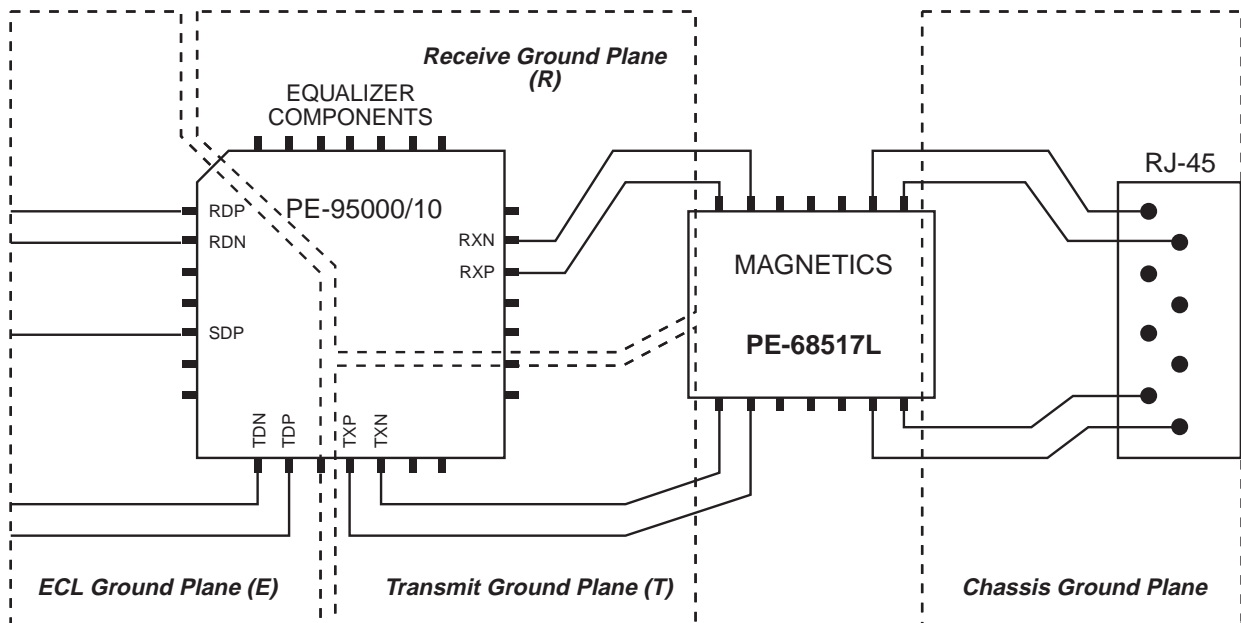 Receive Ground Plane
(R)
EQUALIZER
COMPONENTS
RJ-45
PE-95000/10
RDP
RDN
RXN
RXP
MAGNETICS
SDP
PE-68517L
TDN
TDP
TXP
TXN
ECL Ground Plane (E)
Transmit Ground Plane (T)
Chassis Ground Plane